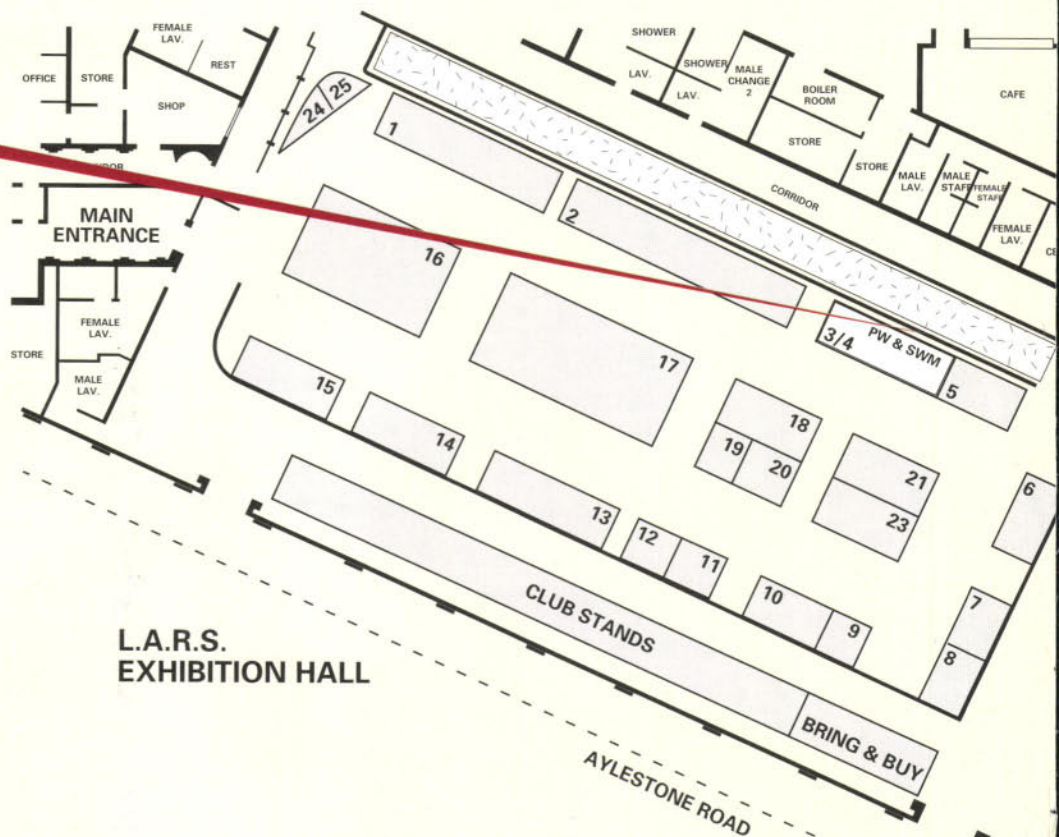 FEMALE
LAV.
OFFICE
STORE
REST
SHOP
MAIN
ENTRANCE
FEMALE
LAV.
STORE
MALE
LAV.
SHOWER
LAV.
SHOWER
LAV.
MALE
CHANGE
2
BOILER
ROOM
STORE
STORE
CAFE
MALE
LAV.
MALE
STAFF
FEMALE
STAFF
FEMALE
LAV.
CORRIDOR
24
25
1
2
PW & SWM
3/4
5
16
17
18
19
20
21
23
6
7
8
15
14
13
12
11
10
9
CLUB STANDS
BRING & BUY
L.A.R.S.
EXHIBITION HALL
AYLESTONE ROAD